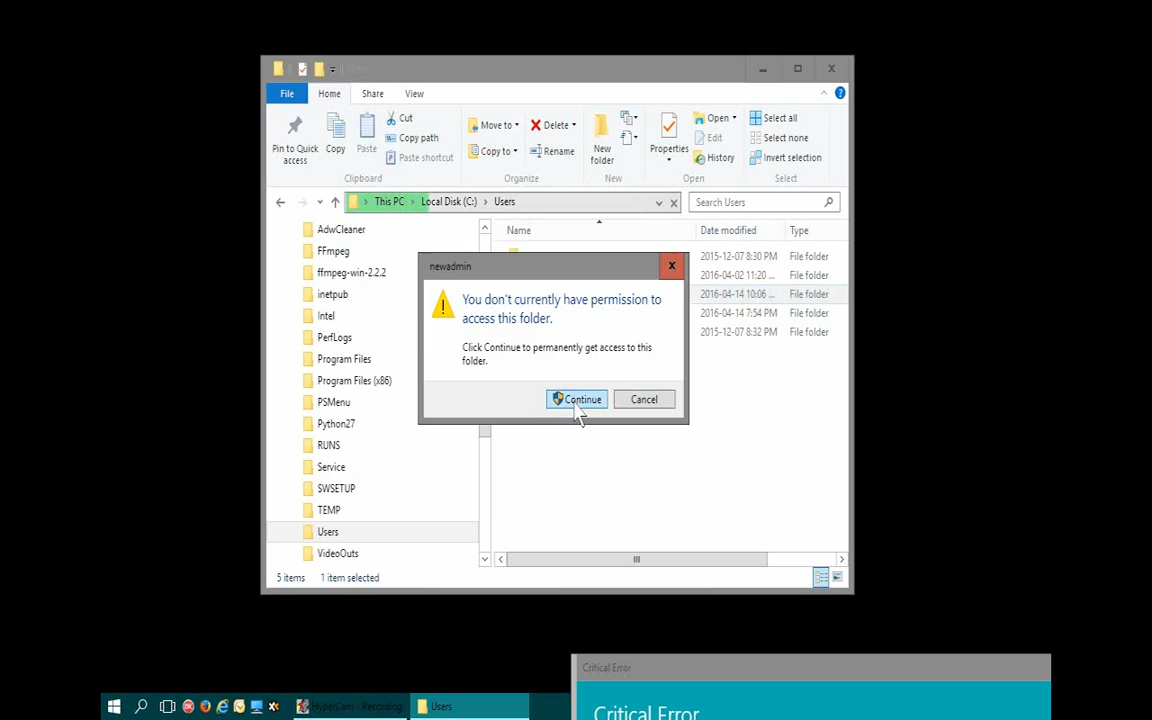 File
Home
Share
View
Pin to Quick
access
Copy
Paste
Cut
Copy path
Paste shortcut
Clipboard
Move to
Copy to
Delete
Rename
Organize
New
folder
New
Properties
Open
Edit
History
Open
Select all
Select none
Invert selection
Select
This PC
Local Disk (C:)
Users
Search Users
AdwCleaner
FFmpeg
ffmpeg-win-2.2.2
inetpub
Intel
PerfLogs
Program Files
Program Files (x86)
PSMenu
Python27
RUNS
Service
SWSETUP
TEMP
Users
VideoOuts
Name
Date modified
Type
2015-12-07 8:30 PM File folder
2016-04-02 11:20 ... File folder
2016-04-14 10:06 ... File folder
2016-04-14 7:54 PM File folder
2015-12-07 8:32 PM File folder
newadmin
You don't currently have permission to
access this folder.
Click Continue to permanently get access to this
folder.
Continue
Cancel
5 items 1 item selected
Critical Error
Critical Error
HyperCam - Recording
Users